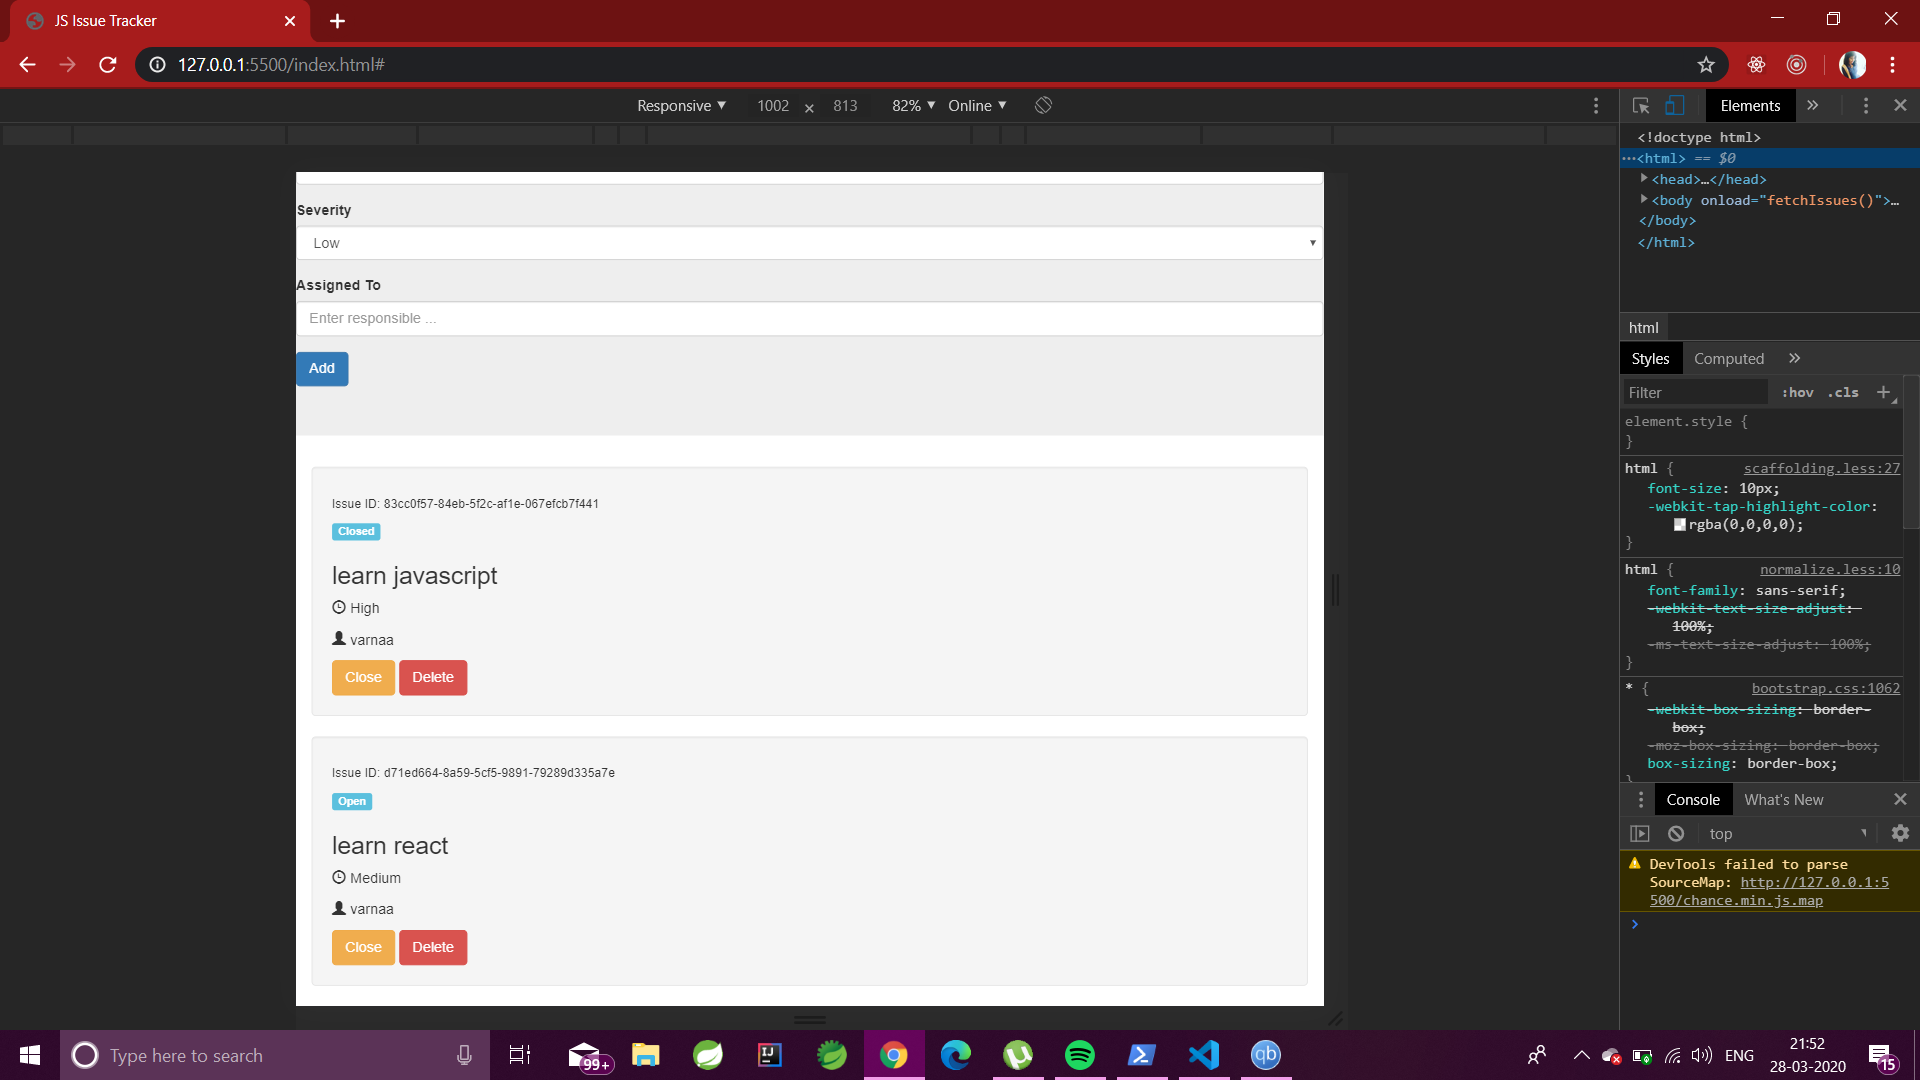 JS Issue Tracker
127.0.0.1:5500/index.html#
Responsive ▼ 1002 × 813 82% ▼ Online ▼
Elements
<!doctype html>
…<html> == $0
<head>…</head>
<body onload="fetchIssues()">…
</body>
</html>
html
Styles Computed
Filter :hov .cls
element.style {
}
html { scaffolding.less:27
font-size: 10px;
-webkit-tap-highlight-color:
rgba(0,0,0,0);
}
html { normalize.less:10
font-family: sans-serif;
-webkit-text-size-adjust:
100%;
-ms-text-size-adjust: 100%;
}
* { bootstrap.css:1062
-webkit-box-sizing: border-
box;
-moz-box-sizing: border-box;
box-sizing: border-box;
}
Console What's New
top
DevTools failed to parse
SourceMap: http://127.0.0.1:5
500/chance.min.js.map
Severity
Low
Assigned To
Enter responsible ...
Add
Issue ID: 83cc0f57-84eb-5f2c-af1e-067efcb7f441
Closed
learn javascript
High
varnaa
Close Delete
Issue ID: d71ed664-8a59-5cf5-9891-79289d335a7e
Open
learn react
Medium
varnaa
Close Delete
Type here to search
99+
IJ
qb
ENG
21:52
28-03-2020
15